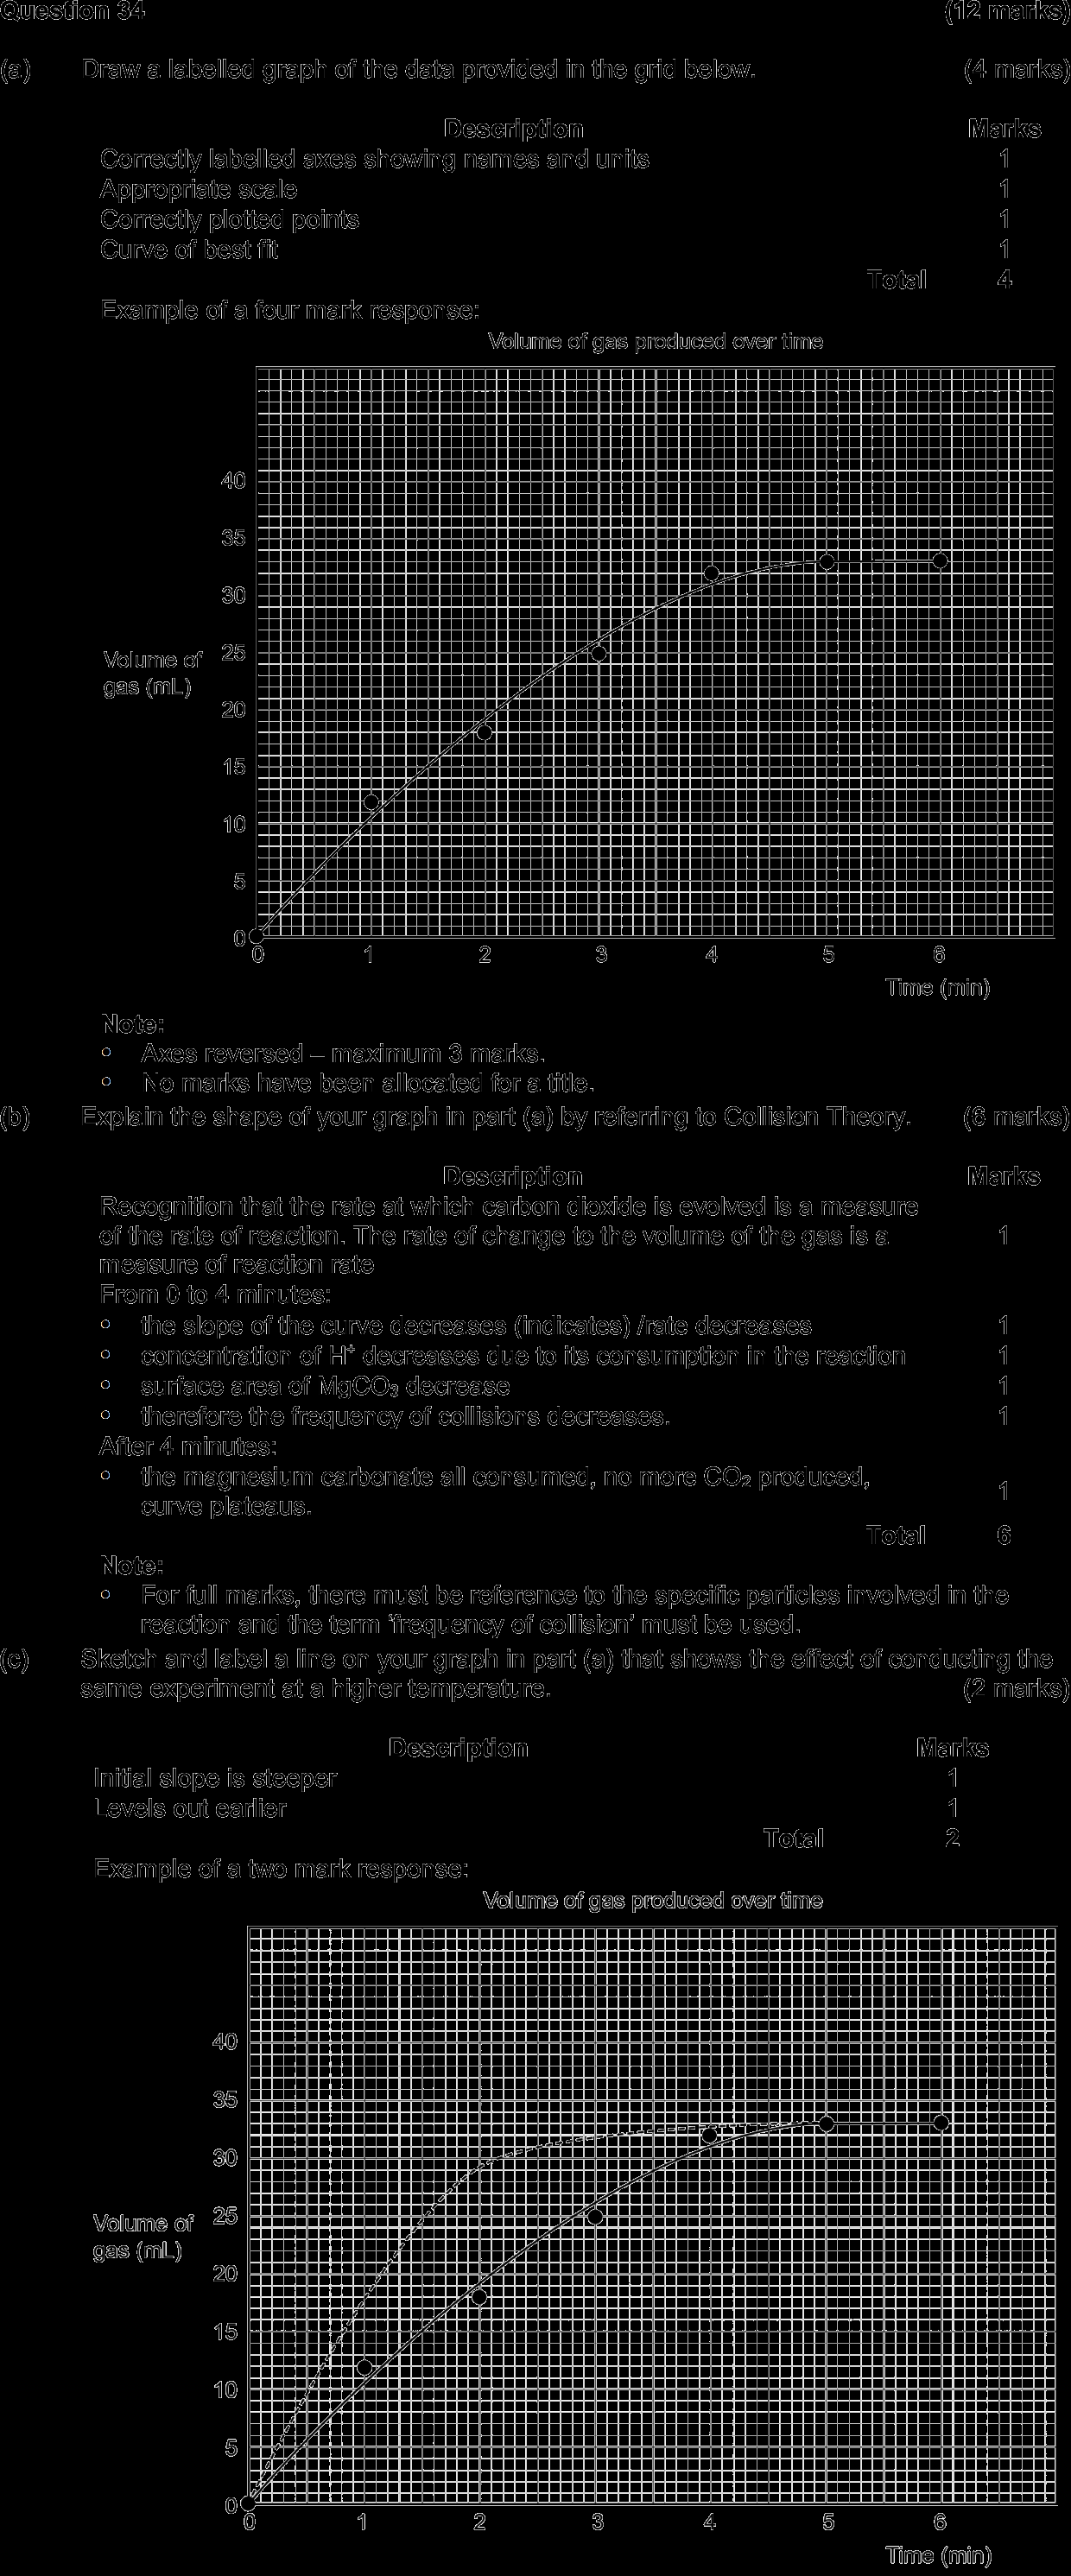 Question 34 (12 marks)
(a) Draw a labelled graph of the data provided in the grid below. (4 marks)
Description Marks
Correctly labelled axes showing names and units 1
Appropriate scale 1
Correctly plotted points 1
Curve of best fit 1
Total 4
Example of a four mark response:
Volume of gas produced over time
40
35
30
Volume of gas (mL)
25
20
15
10
5
0
0 1 2 3 4 5 6
Time (min)
Note:
° Axes reversed – maximum 3 marks.
° No marks have been allocated for a title.
(b) Explain the shape of your graph in part (a) by referring to Collision Theory. (6 marks)
Description Marks
Recognition that the rate at which carbon dioxide is evolved is a measure
of the rate of reaction. The rate of change to the volume of the gas is a 1
measure of reaction rate
From 0 to 4 minutes:
° the slope of the curve decreases (indicates) /rate decreases 1
° concentration of H⁺ decreases due to its consumption in the reaction 1
° surface area of MgCO₃ decrease 1
° therefore the frequency of collisions decreases. 1
After 4 minutes:
° the magnesium carbonate all consumed, no more CO₂ produced, 1
curve plateaus.
Total 6
Note:
° For full marks, there must be reference to the specific particles involved in the
reaction and the term ‘frequency of collision’ must be used.
(c) Sketch and label a line on your graph in part (a) that shows the effect of conducting the
same experiment at a higher temperature. (2 marks)
Description Marks
Initial slope is steeper 1
Levels out earlier 1
Total 2
Example of a two mark response:
Volume of gas produced over time
40
35
30
Volume of gas (mL)
25
20
15
10
5
0
0 1 2 3 4 5 6
Time (min)